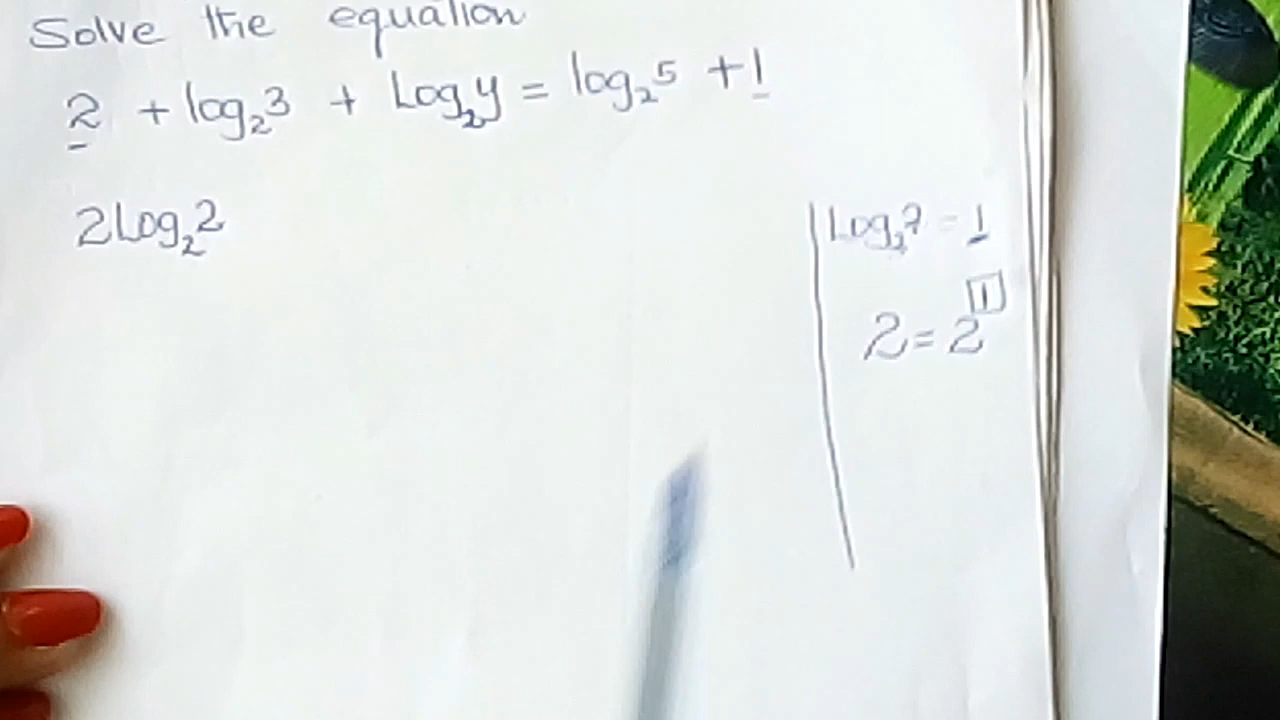 Solve the equation
2 + log₂3 + Log₂y = log₂5 + 1
2Log₂2
Log₂2 = 1
2 = 2¹